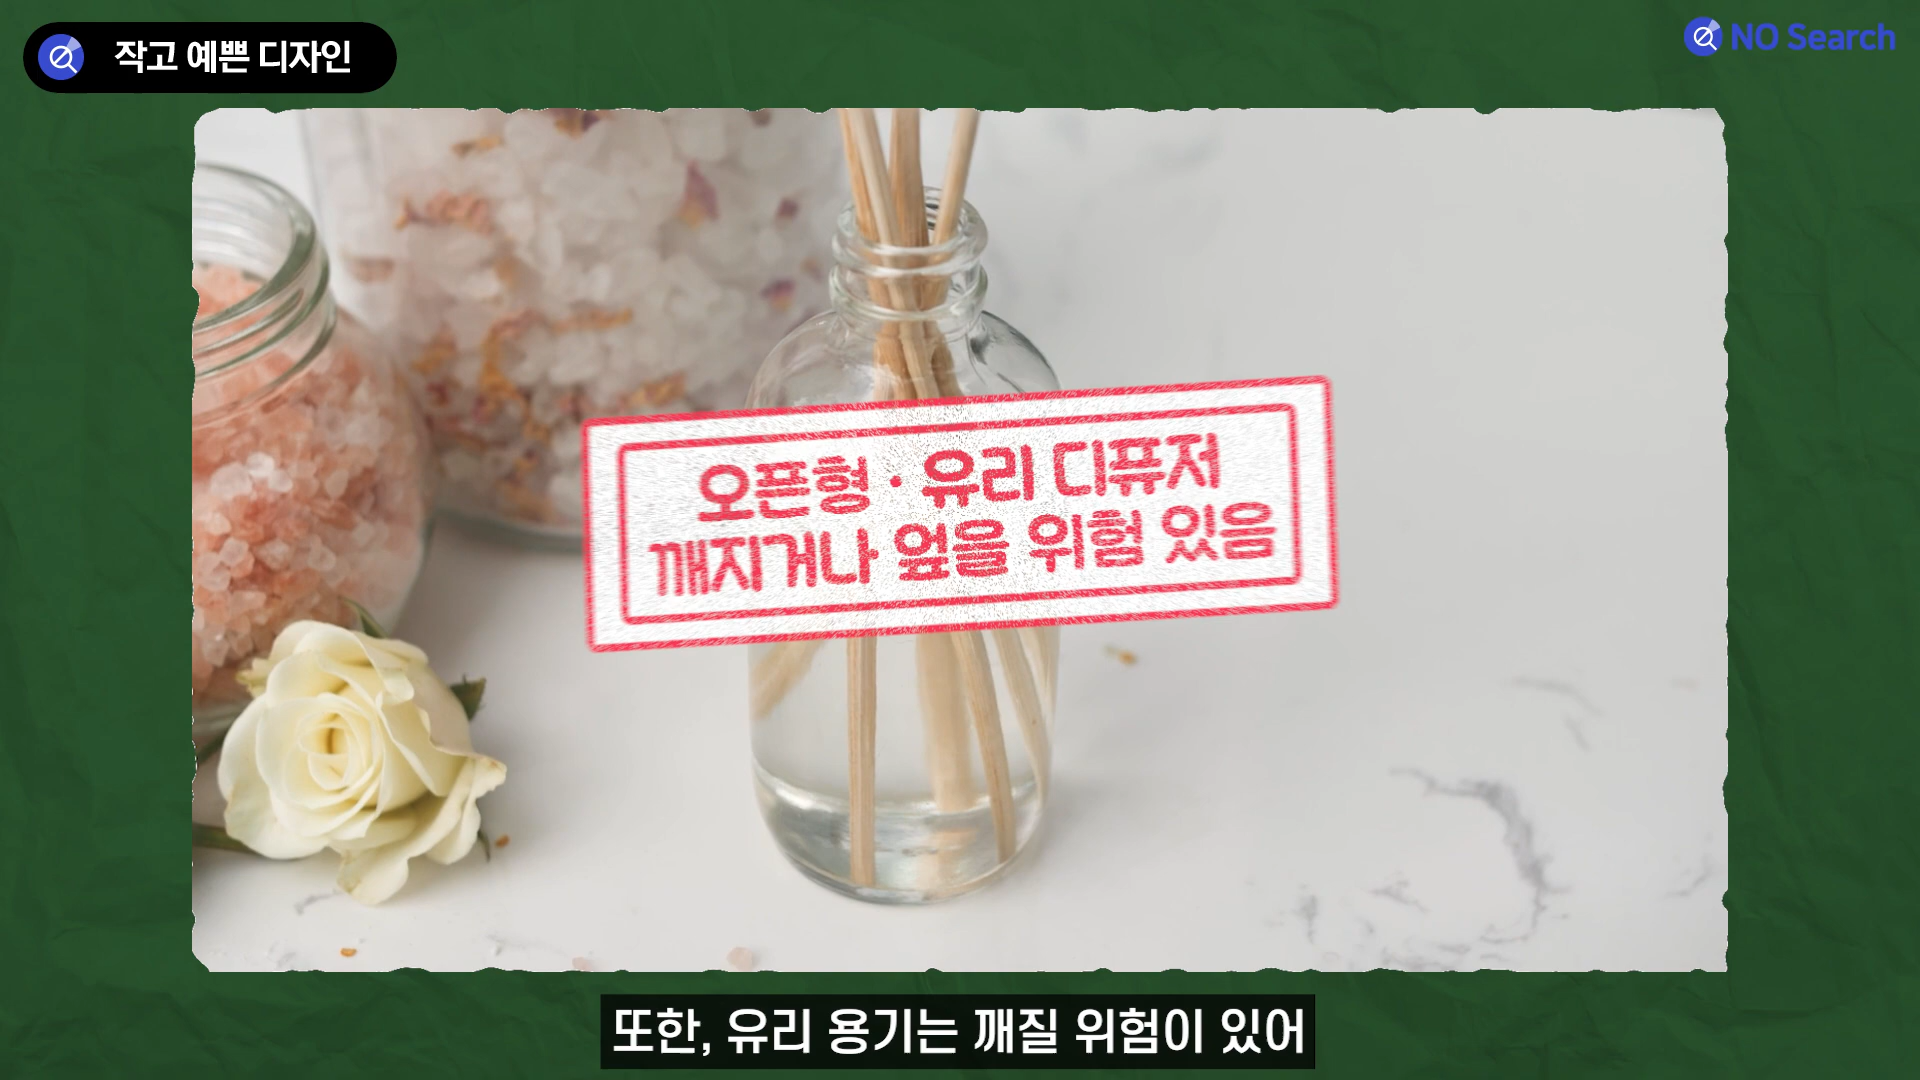 작고 예쁜 디자인
NO Search
오픈형 · 유리 디퓨저
깨지거나 엎을 위험 있음
또한, 유리 용기는 깨질 위험이 있어